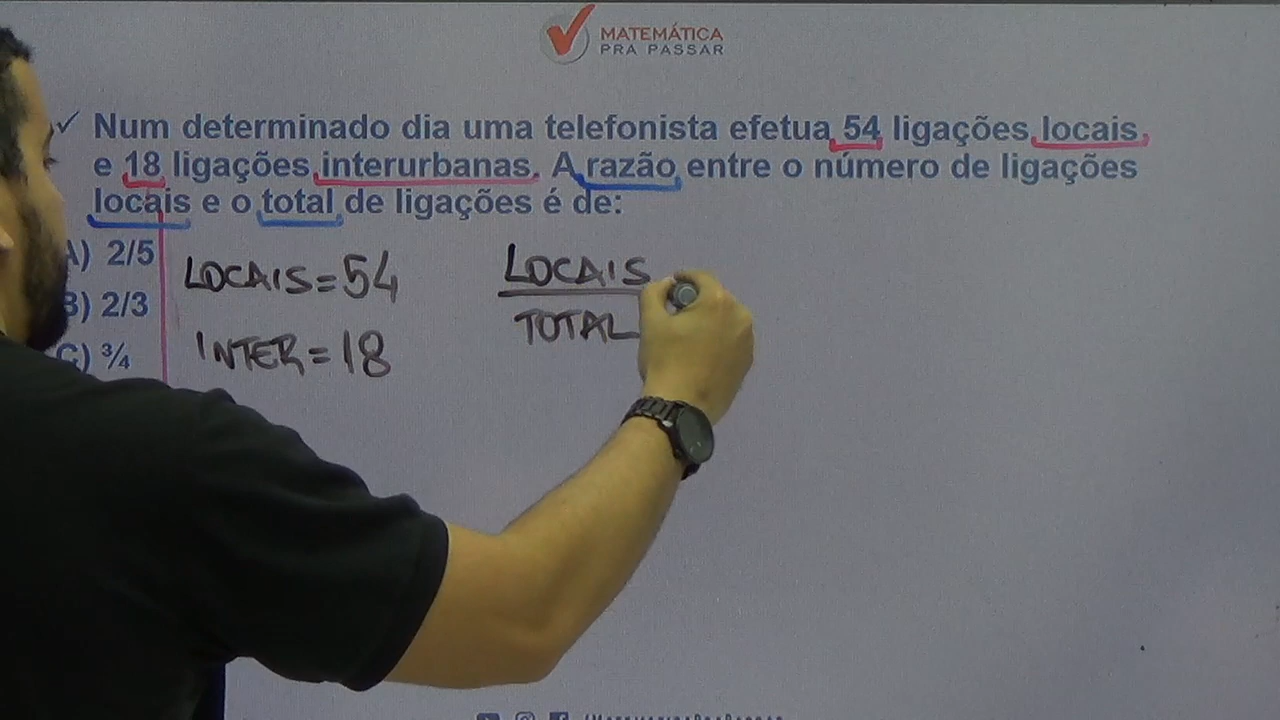 MATEMÁTICA
PRA PASSAR
✓ Num determinado dia uma telefonista efetua 54 ligações locais
e 18 ligações interurbanas. A razão entre o número de ligações
locais e o total de ligações é de:
A) 2/5
B) 2/3
C) ¾
LOCAIS = 54
INTER = 18
LOCAIS
TOTAL